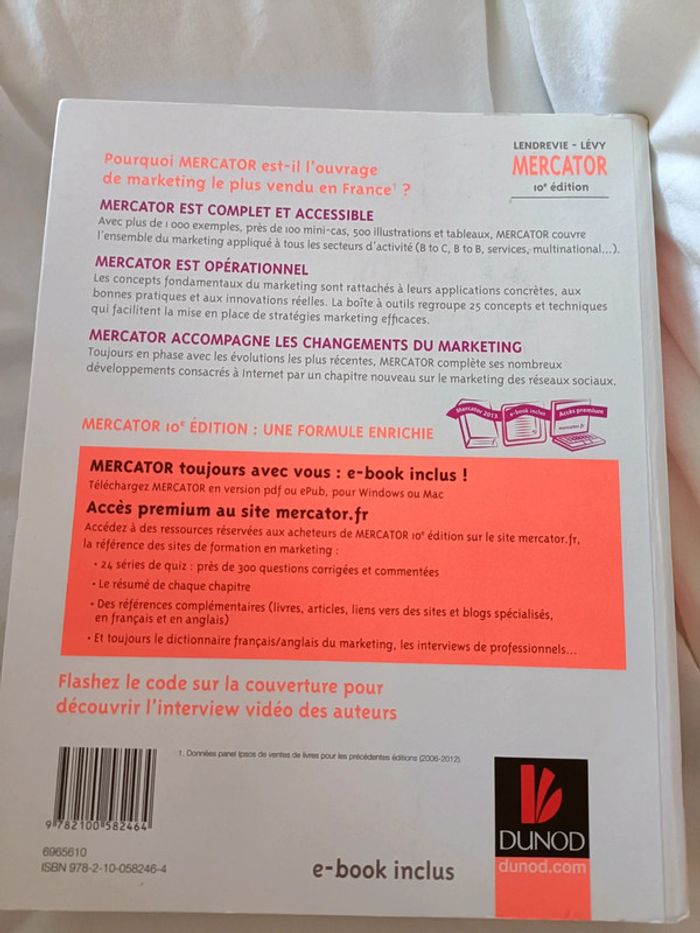 LENDREVIE - LÉVY
MERCATOR
10e édition
Pourquoi MERCATOR est-il l'ouvrage
de marketing le plus vendu en France¹ ?
MERCATOR EST COMPLET ET ACCESSIBLE
Avec plus de 1 000 exemples, près de 100 mini-cas, 500 illustrations et tableaux, MERCATOR couvre
l'ensemble du marketing appliqué à tous les secteurs d'activité (B to C, B to B, services, multinational...).
MERCATOR EST OPÉRATIONNEL
Les concepts fondamentaux du marketing sont rattachés à leurs applications concrètes, aux
bonnes pratiques et aux innovations réelles. La boîte à outils regroupe 25 concepts et techniques
qui facilitent la mise en place de stratégies marketing efficaces.
MERCATOR ACCOMPAGNE LES CHANGEMENTS DU MARKETING
Toujours en phase avec les évolutions les plus récentes, MERCATOR complète ses nombreux
développements consacrés à Internet par un chapitre nouveau sur le marketing des réseaux sociaux.
MERCATOR 10e ÉDITION : UNE FORMULE ENRICHIE
Mercator 2013
e-book inclus
Accès premium
mercator.fr
MERCATOR toujours avec vous : e-book inclus !
Téléchargez MERCATOR en version pdf ou ePub, pour Windows ou Mac
Accès premium au site mercator.fr
Accédez à des ressources réservées aux acheteurs de MERCATOR 10e édition sur le site mercator.fr,
la référence des sites de formation en marketing :
• 24 séries de quiz : près de 300 questions corrigées et commentées
• Le résumé de chaque chapitre
• Des références complémentaires (livres, articles, liens vers des sites et blogs spécialisés,
en français et en anglais)
• Et toujours le dictionnaire français/anglais du marketing, les interviews de professionnels...
Flashez le code sur la couverture pour
découvrir l'interview vidéo des auteurs
1. Données panel Ipsos de ventes de livres pour les précédentes éditions (2006-2012).
9 782100 582464
6965610
ISBN 978-2-10-058246-4
e-book inclus
DUNOD
dunod.com